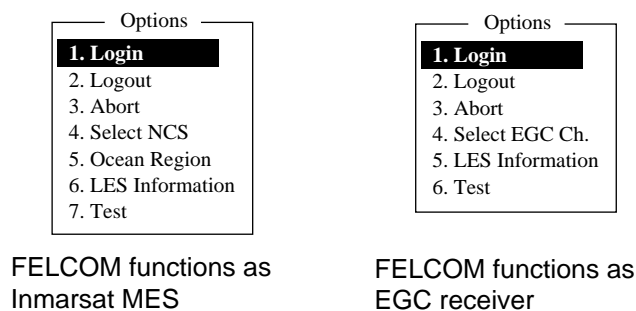 Options
1. Login
2. Logout
3. Abort
4. Select NCS
5. Ocean Region
6. LES Information
7. Test
FELCOM functions as
Inmarsat MES
Options
1. Login
2. Logout
3. Abort
4. Select EGC Ch.
5. LES Information
6. Test
FELCOM functions as
EGC receiver